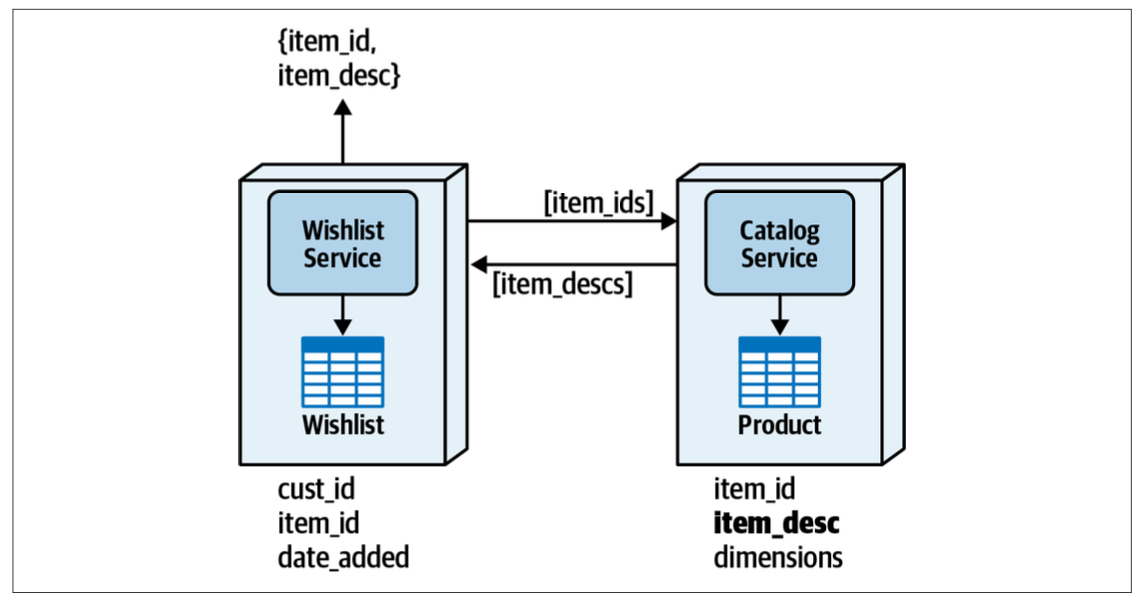 {item_id,
item_desc}
Wishlist
Service
[item_ids]
[item_descs]
Catalog
Service
Wishlist
Product
cust_id
item_id
date_added
item_id
item_desc
dimensions